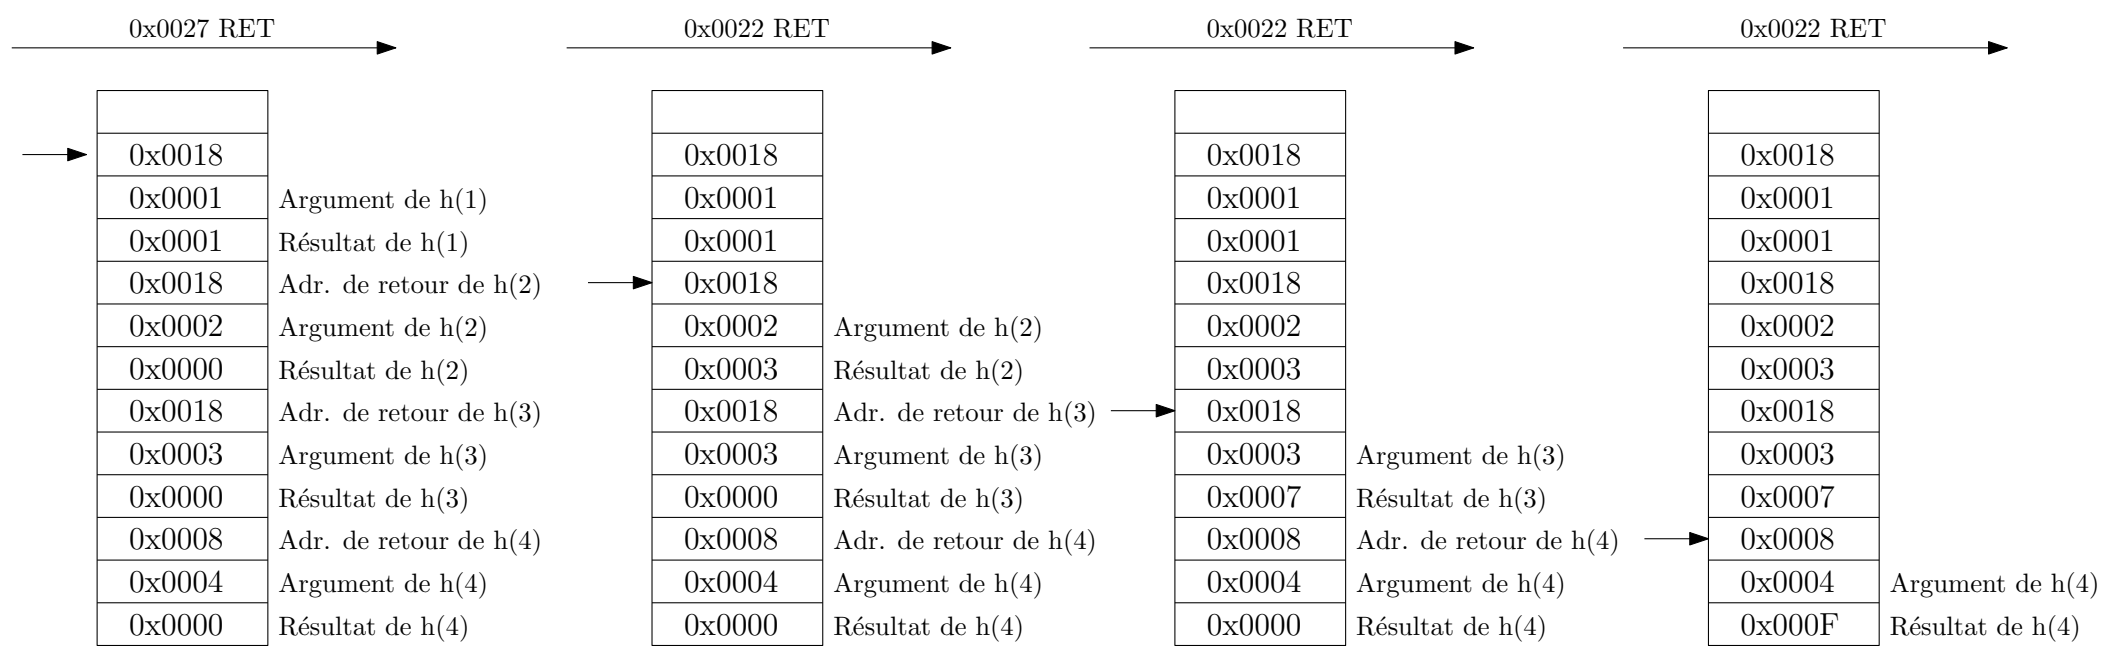 0x0027 RET
0x0022 RET
0x0022 RET
0x0022 RET
0x0018
0x0001 Argument de h(1)
0x0001 Résultat de h(1)
0x0018 Adr. de retour de h(2)
0x0002 Argument de h(2)
0x0000 Résultat de h(2)
0x0018 Adr. de retour de h(3)
0x0003 Argument de h(3)
0x0000 Résultat de h(3)
0x0008 Adr. de retour de h(4)
0x0004 Argument de h(4)
0x0000 Résultat de h(4)
0x0018
0x0001
0x0001
0x0018
0x0002 Argument de h(2)
0x0003 Résultat de h(2)
0x0018 Adr. de retour de h(3)
0x0003 Argument de h(3)
0x0000 Résultat de h(3)
0x0008 Adr. de retour de h(4)
0x0004 Argument de h(4)
0x0000 Résultat de h(4)
0x0018
0x0001
0x0001
0x0018
0x0002
0x0003
0x0018
0x0003 Argument de h(3)
0x0007 Résultat de h(3)
0x0008 Adr. de retour de h(4)
0x0004 Argument de h(4)
0x0000 Résultat de h(4)
0x0018
0x0001
0x0001
0x0018
0x0002
0x0003
0x0018
0x0003
0x0007
0x0008
0x0004 Argument de h(4)
0x000F Résultat de h(4)